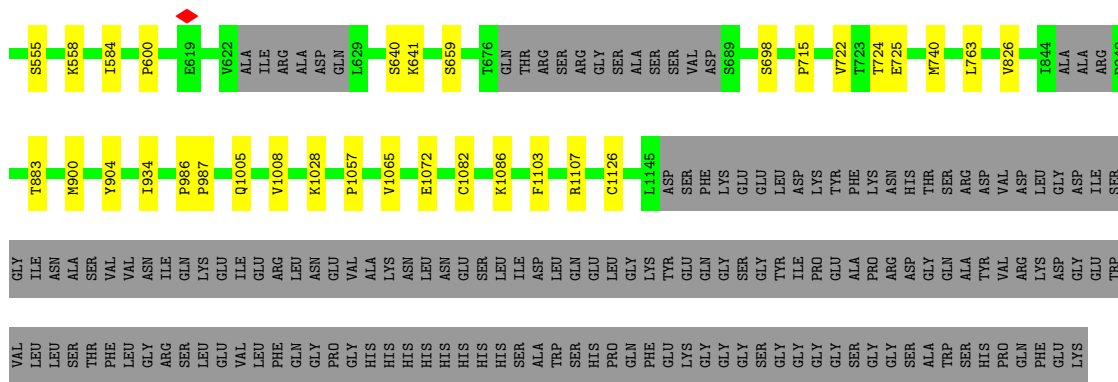 S555 K558 I584 P600 E619 V622 ALA ILE ARG ALA ASP GLN L629 S640 K641 S659 T676 GLN THR ARG SER ARG GLY SER ALA SER SER VAL ASP S689 S698 P715 V722 T723 T724 E725 M740 L763 V826 I844 ALA ALA ARG
T883 M900 Y904 I934 P986 P987 Q1005 V1008 K1028 P1057 V1065 E1072 C1082 K1086 F1103 R1107 C1126 L1145 ASP SER PHE LYS GLU GLU LEU ASP LYS TYR PHE LYS ASN HIS THR SER ARG ASP VAL ASP LEU GLY ASP ILE SER
GLY ILE ASN ALA SER VAL VAL ASN ILE GLN LYS GLU ILE GLU ARG LEU ASN GLU VAL ALA LYS ASN LEU ASN GLU SER LEU ILE ASP LEU GLN GLU LEU GLY LYS TYR GLU GLN GLY SER GLY TYR ILE PRO GLU ALA PRO ARG ASP GLY GLN ALA TYR VAL ARG LYS ASP GLY GLU TRP
VAL LEU LEU SER THR PHE LEU GLY ARG SER LEU GLU VAL LEU PHE GLN GLY PRO GLY HIS HIS HIS HIS HIS HIS HIS HIS SER ALA TRP SER HIS PRO GLN PHE GLU LYS GLY GLY GLY SER GLY GLY GLY GLY SER GLY GLY SER ALA TRP SER HIS PRO GLN PHE GLU LYS